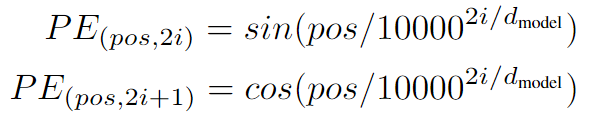 PE_{(pos,2i)} = sin(pos/10000^{2i/d_{model}})
PE_{(pos,2i+1)} = cos(pos/10000^{2i/d_{model}})